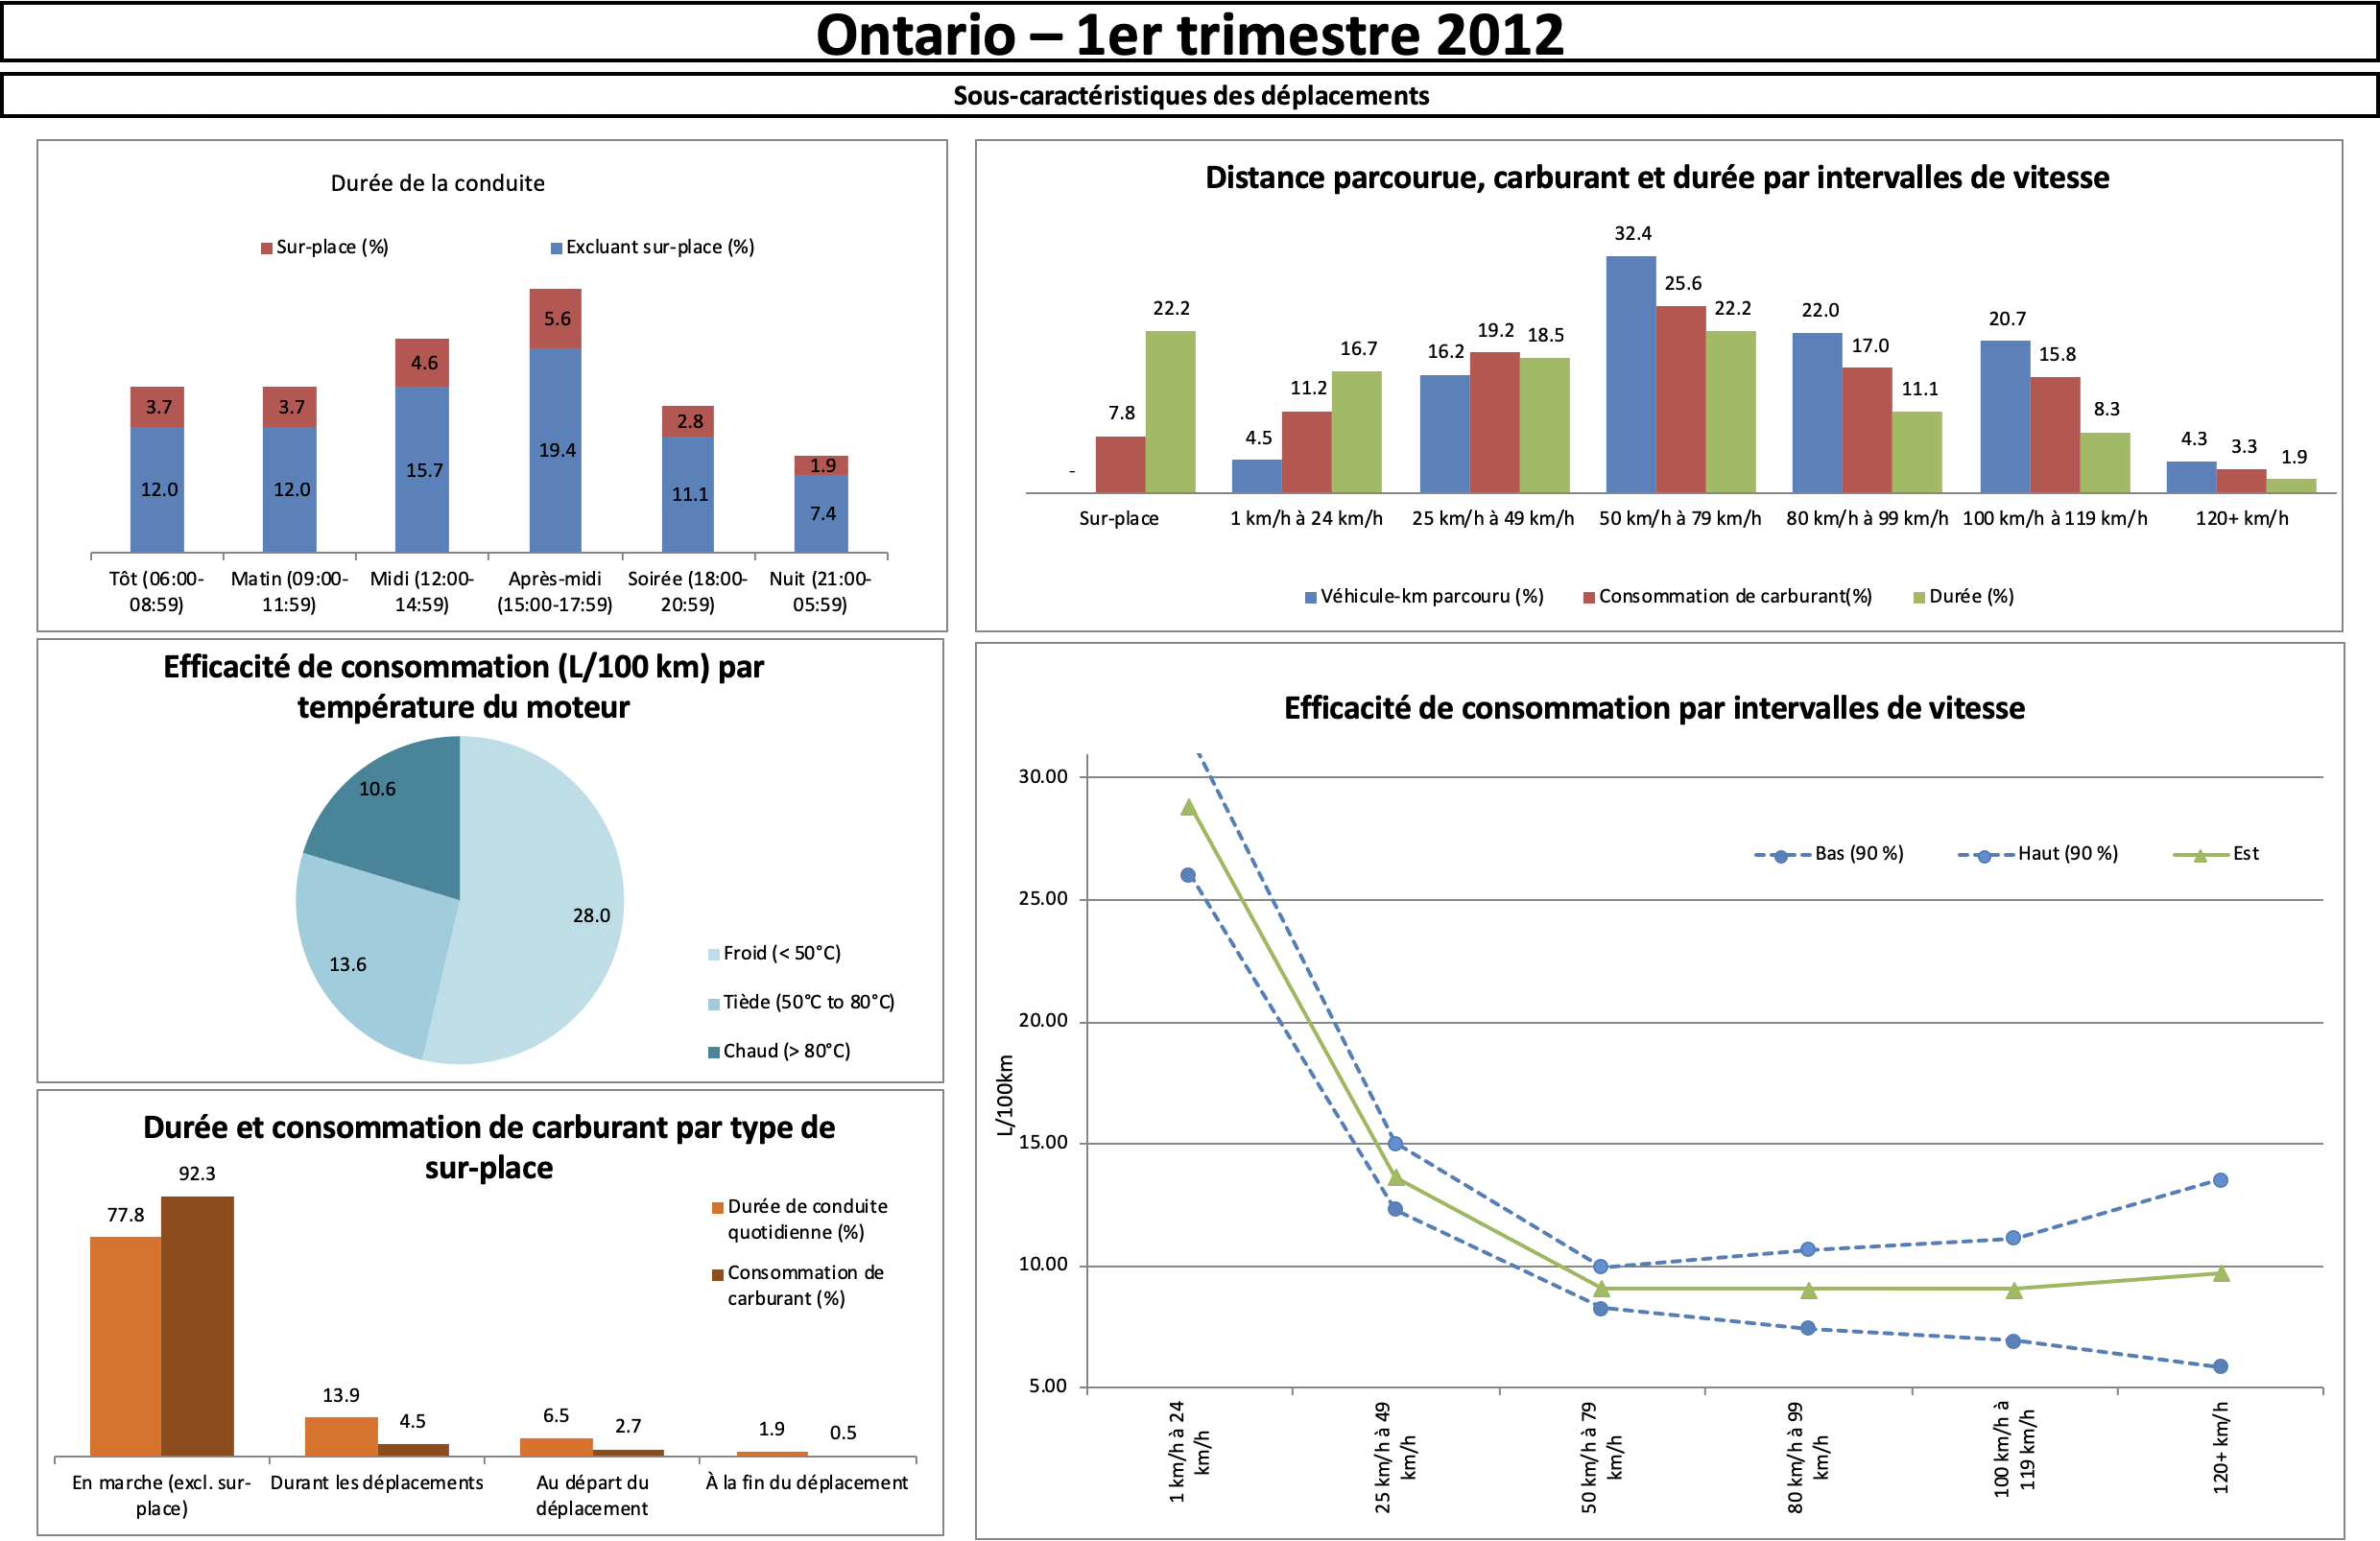 Ontario – 1er trimestre 2012
Sous-caractéristiques des déplacements
Durée de la conduite
Sur-place (%)
Excluant sur-place (%)
3.7
3.7
4.6
5.6
2.8
1.9
12.0
12.0
15.7
19.4
11.1
7.4
Tôt (06:00-
08:59)
Matin (09:00-
11:59)
Midi (12:00-
14:59)
Après-midi
(15:00-17:59)
Soirée (18:00-
20:59)
Nuit (21:00-
05:59)
Distance parcourue, carburant et durée par intervalles de vitesse
-
7.8
22.2
4.5
11.2
16.7
16.2
19.2
18.5
32.4
25.6
22.2
22.0
17.0
11.1
20.7
15.8
8.3
4.3
3.3
1.9
Sur-place
1 km/h à 24 km/h
25 km/h à 49 km/h
50 km/h à 79 km/h
80 km/h à 99 km/h
100 km/h à 119 km/h
120+ km/h
Véhicule-km parcouru (%)
Consommation de carburant(%)
Durée (%)
Efficacité de consommation (L/100 km) par
température du moteur
10.6
28.0
13.6
Froid (< 50°C)
Tiède (50°C to 80°C)
Chaud (> 80°C)
Durée et consommation de carburant par type de
sur-place
77.8
92.3
13.9
4.5
6.5
2.7
1.9
0.5
Durée de conduite
quotidienne (%)
Consommation de
carburant (%)
En marche (excl. sur-
place)
Durant les déplacements
Au départ du
déplacement
À la fin du déplacement
Efficacité de consommation par intervalles de vitesse
30.00
25.00
20.00
15.00
10.00
5.00
L/100km
Bas (90 %)
Haut (90 %)
Est
1 km/h à 24
km/h
25 km/h à 49
km/h
50 km/h à 79
km/h
80 km/h à 99
km/h
100 km/h à
119 km/h
120+ km/h